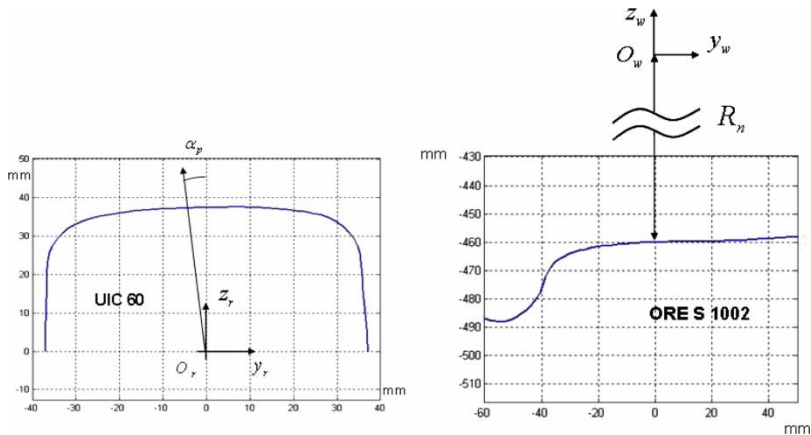 α_p
50
mm
40
30
20
10
0
-10
-40 -30 -20 -10 0 10 20 30 40
mm
UIC 60
z_r
O_r
y_r
z_w
O_w
y_w
R_n
mm
-430
-440
-450
-460
-470
-480
-490
-500
-510
-60 -40 -20 0 20 40
mm
ORE S 1002